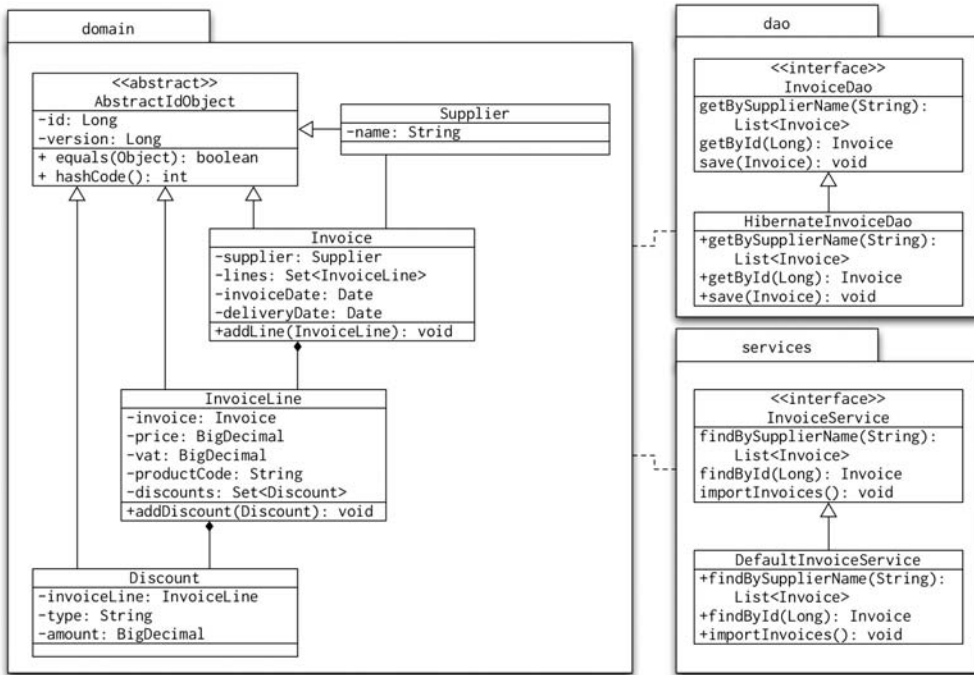 domain
<<abstract>>
AbstractIdObject
-id: Long
-version: Long
+ equals(Object): boolean
+ hashCode(): int
Supplier
-name: String
Invoice
-supplier: Supplier
-lines: Set<InvoiceLine>
-invoiceDate: Date
-deliveryDate: Date
+addLine(InvoiceLine): void
InvoiceLine
-invoice: Invoice
-price: BigDecimal
-vat: BigDecimal
-productCode: String
-discounts: Set<Discount>
+addDiscount(Discount): void
Discount
-invoiceLine: InvoiceLine
-type: String
-amount: BigDecimal
dao
<<interface>>
InvoiceDao
getBySupplierName(String):
List<Invoice>
getById(Long): Invoice
save(Invoice): void
HibernateInvoiceDao
+getBySupplierName(String):
List<Invoice>
+getById(Long): Invoice
+save(Invoice): void
services
<<interface>>
InvoiceService
findBySupplierName(String):
List<Invoice>
findById(Long): Invoice
importInvoices(): void
DefaultInvoiceService
+findBySupplierName(String):
List<Invoice>
+findById(Long): Invoice
+importInvoices(): void